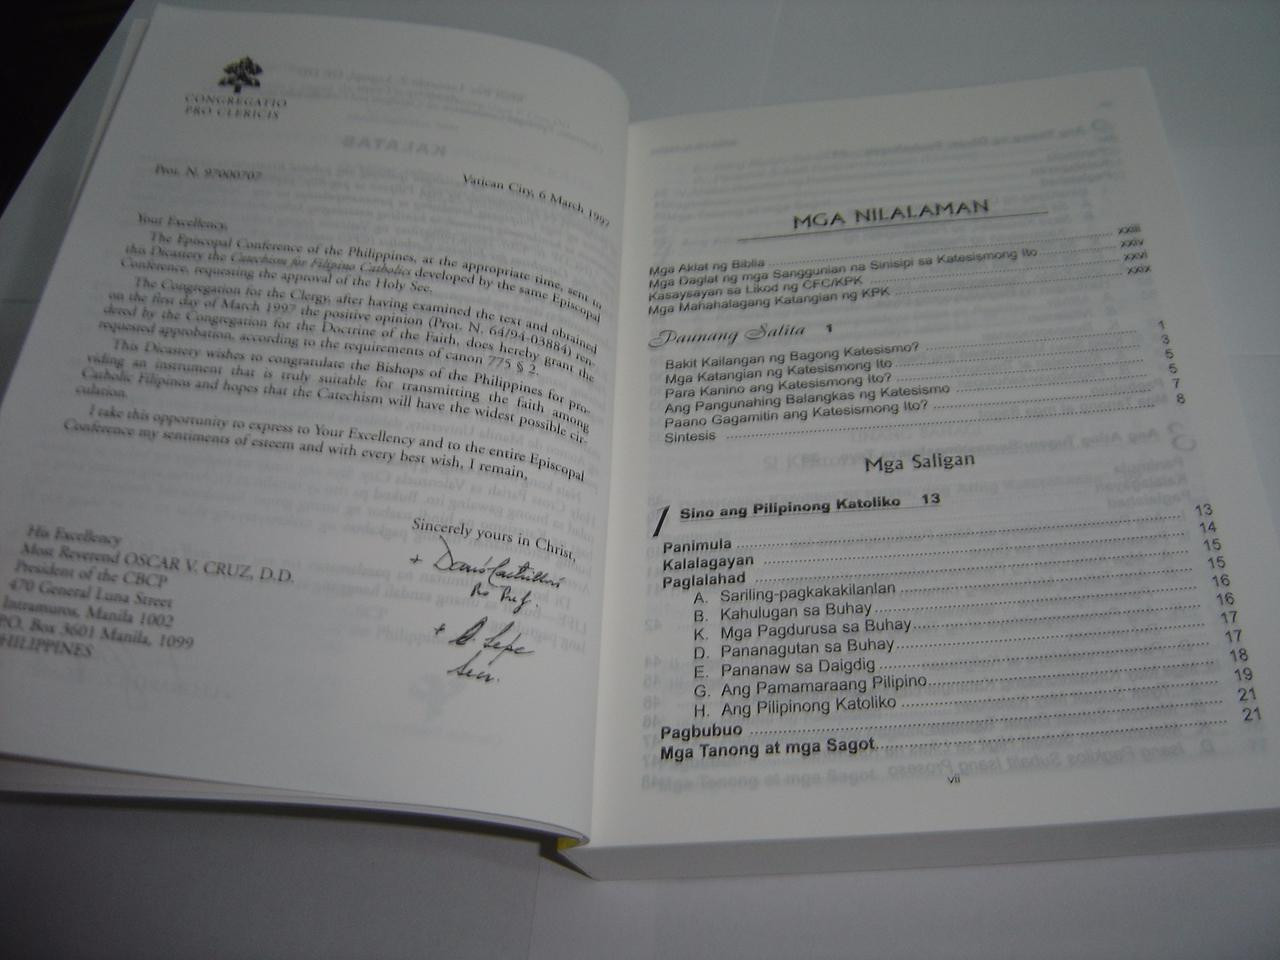 CONGREGATIO
PRO CLERICIS
Prot. N. 97000707
Vatican City, 6 March 1997
Your Excellency,
The Episcopal Conference of the Philippines, at the appropriate time, sent to
this Dicastery the Catechism for Filipino Catholics developed by the same Episcopal
Conference, requesting the approval of the Holy See.
The Congregation for the Clergy, after having examined the text and obtained
on the first day of March 1997 the positive opinion (Prot. N. 64/94-03884) ren-
dered by the Congregation for the Doctrine of the Faith, does hereby grant the
requested approbation, according to the requirements of canon 775 § 2.
This Dicastery wishes to congratulate the Bishops of the Philippines for pro-
viding an instrument that is truly suitable for transmitting the faith among
Catholic Filipinos and hopes that the Catechism will have the widest possible cir-
culation.
I take this opportunity to express to Your Excellency and to the entire Episcopal
Conference my sentiments of esteem and with every best wish, I remain,
Sincerely yours in Christ,
His Excellency
Most Reverend OSCAR V. CRUZ, D.D.
President of the CBCP
470 General Luna Street
Intramuros, Manila 1002
P.O. Box 3601 Manila, 1099
PHILIPPINES
MGA NILALAMAN
Mga Aklat ng Biblia xxiii
Mga Daglat ng mga Sanggunian na Sinisipi sa Katesismong Ito xxiv
Kasaysayan sa Likod ng CFC/KPK xxvi
Mga Mahahalagang Katangian ng KPK xxix
Paunang Salita 1
Bakit Kailangan ng Bagong Katesismo? 1
Mga Katangian ng Katesismong Ito 3
Para Kanino ang Katesismong Ito? 5
Ang Pangunahing Balangkas ng Katesismo 5
Paano Gagamitin ang Katesismong Ito? 7
Sintesis 8
Mga Saligan
1 Sino ang Pilipinong Katoliko 13
Panimula 13
Kalalagayan 14
Paglalahad 15
A. Sariling-pagkakakilanlan 15
B. Kahulugan sa Buhay 16
K. Mga Pagdurusa sa Buhay 16
D. Pananagutan sa Buhay 17
E. Pananaw sa Daigdig 17
G. Ang Pamamaraang Pilipino 18
H. Ang Pilipinong Katoliko 19
Pagbubuo 21
Mga Tanong at mga Sagot 21
vii